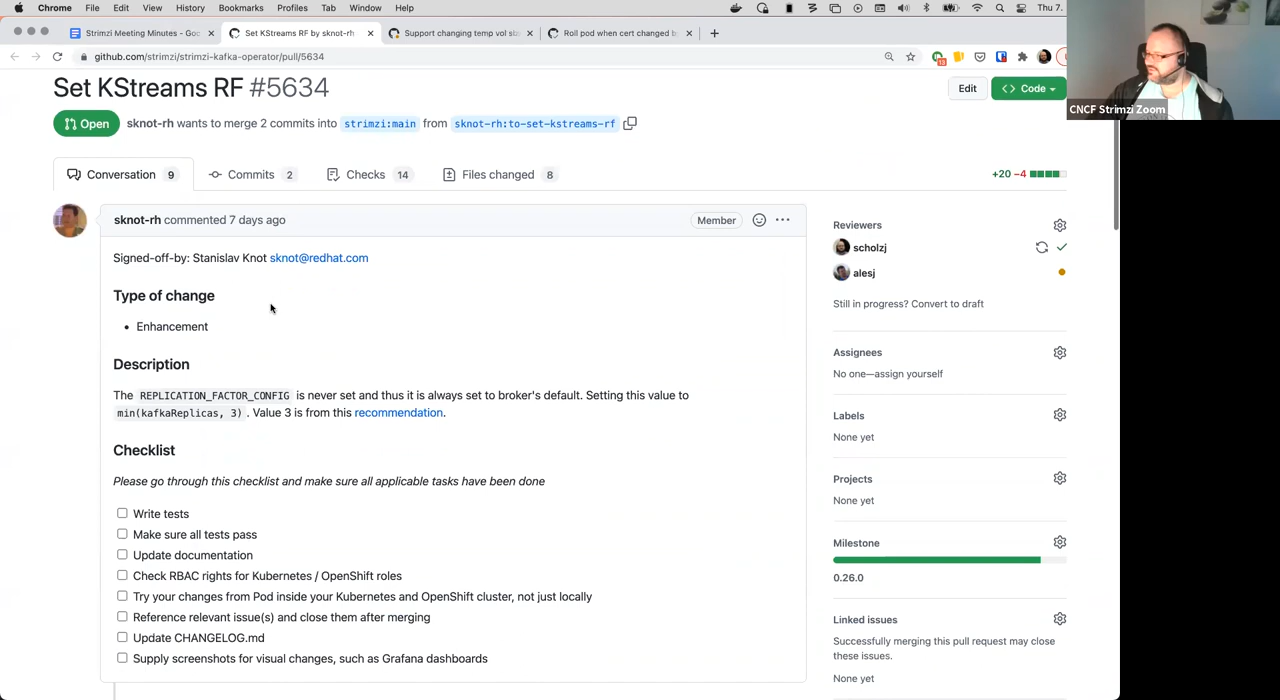 Chrome File Edit View History Bookmarks Profiles Tab Window Help Thu 7.
Strimzi Meeting Minutes - Goo Set KStreams RF by sknot-rh Support changing temp vol siz Roll pod when cert changed b
github.com/strimzi/strimzi-kafka-operator/pull/5634
13
CNCF Strimzi Zoom
Set KStreams RF #5634
Edit
Code
Open
sknot-rh wants to merge 2 commits into strimzi:main from sknot-rh:to-set-kstreams-rf
Conversation 9
Commits 2
Checks 14
Files changed 8
+20 −4
sknot-rh commented 7 days ago
Member
Signed-off-by: Stanislav Knot sknot@redhat.com
Type of change
• Enhancement
Description
The REPLICATION_FACTOR_CONFIG is never set and thus it is always set to broker's default. Setting this value to
min(kafkaReplicas, 3). Value 3 is from this recommendation.
Checklist
Please go through this checklist and make sure all applicable tasks have been done
Write tests
Make sure all tests pass
Update documentation
Check RBAC rights for Kubernetes / OpenShift roles
Try your changes from Pod inside your Kubernetes and OpenShift cluster, not just locally
Reference relevant issue(s) and close them after merging
Update CHANGELOG.md
Supply screenshots for visual changes, such as Grafana dashboards
Reviewers
scholzj
alesj
Still in progress? Convert to draft
Assignees
No one—assign yourself
Labels
None yet
Projects
None yet
Milestone
0.26.0
Linked issues
Successfully merging this pull request may close
these issues.
None yet